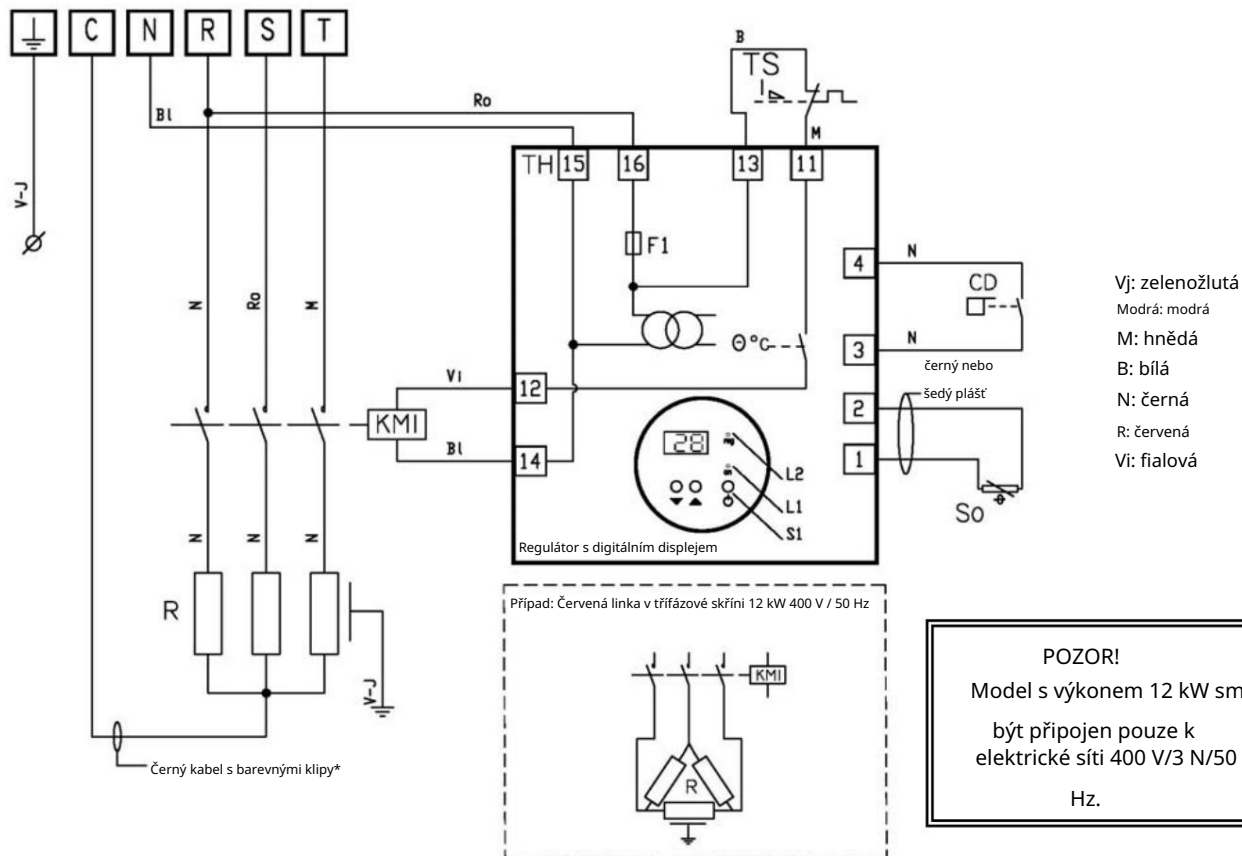 ⏚ C N R S T
B
TS
Ro
Bl
M
TH 15 16 13 11
V-J
F1
4 N
CD
N Ro M
Θ°C
3 N
černý nebo
šedý plášť
Vi
12
2
KM1
Bl
14
28
1
L2
L1
S1
So
N N N
Regulátor s digitálním displejem
R
V-J
Černý kabel s barevnými klipy*
Případ: Červená linka v třífázové skříni 12 kW 400 V / 50 Hz
KM1
R
Vj: zelenožlutá
Modrá: modrá
M: hnědá
B: bílá
N: černá
R: červená
Vi: fialová
POZOR!
Model s výkonem 12 kW sm
být připojen pouze k
elektrické síti 400 V/3 N/50
Hz.